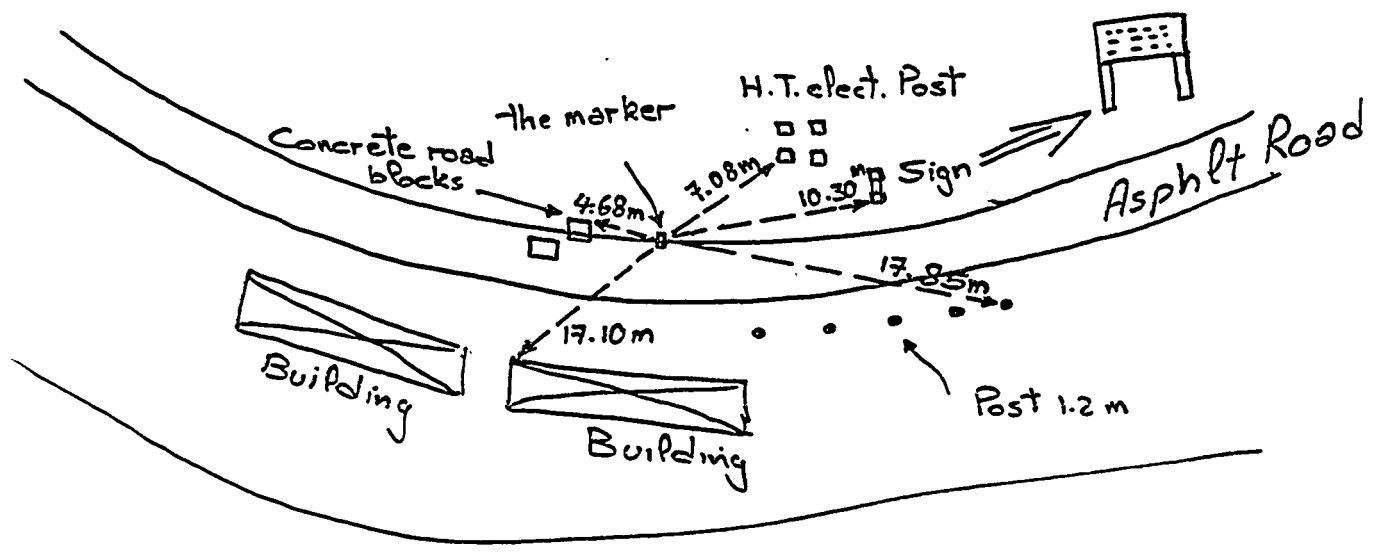 H.T. elect. Post
the marker
Concrete road
blocks
4.68m
7.08m
10.30m
Sign
Asphlt Road
17.85m
17.10m
Building
Building
Post 1.2 m